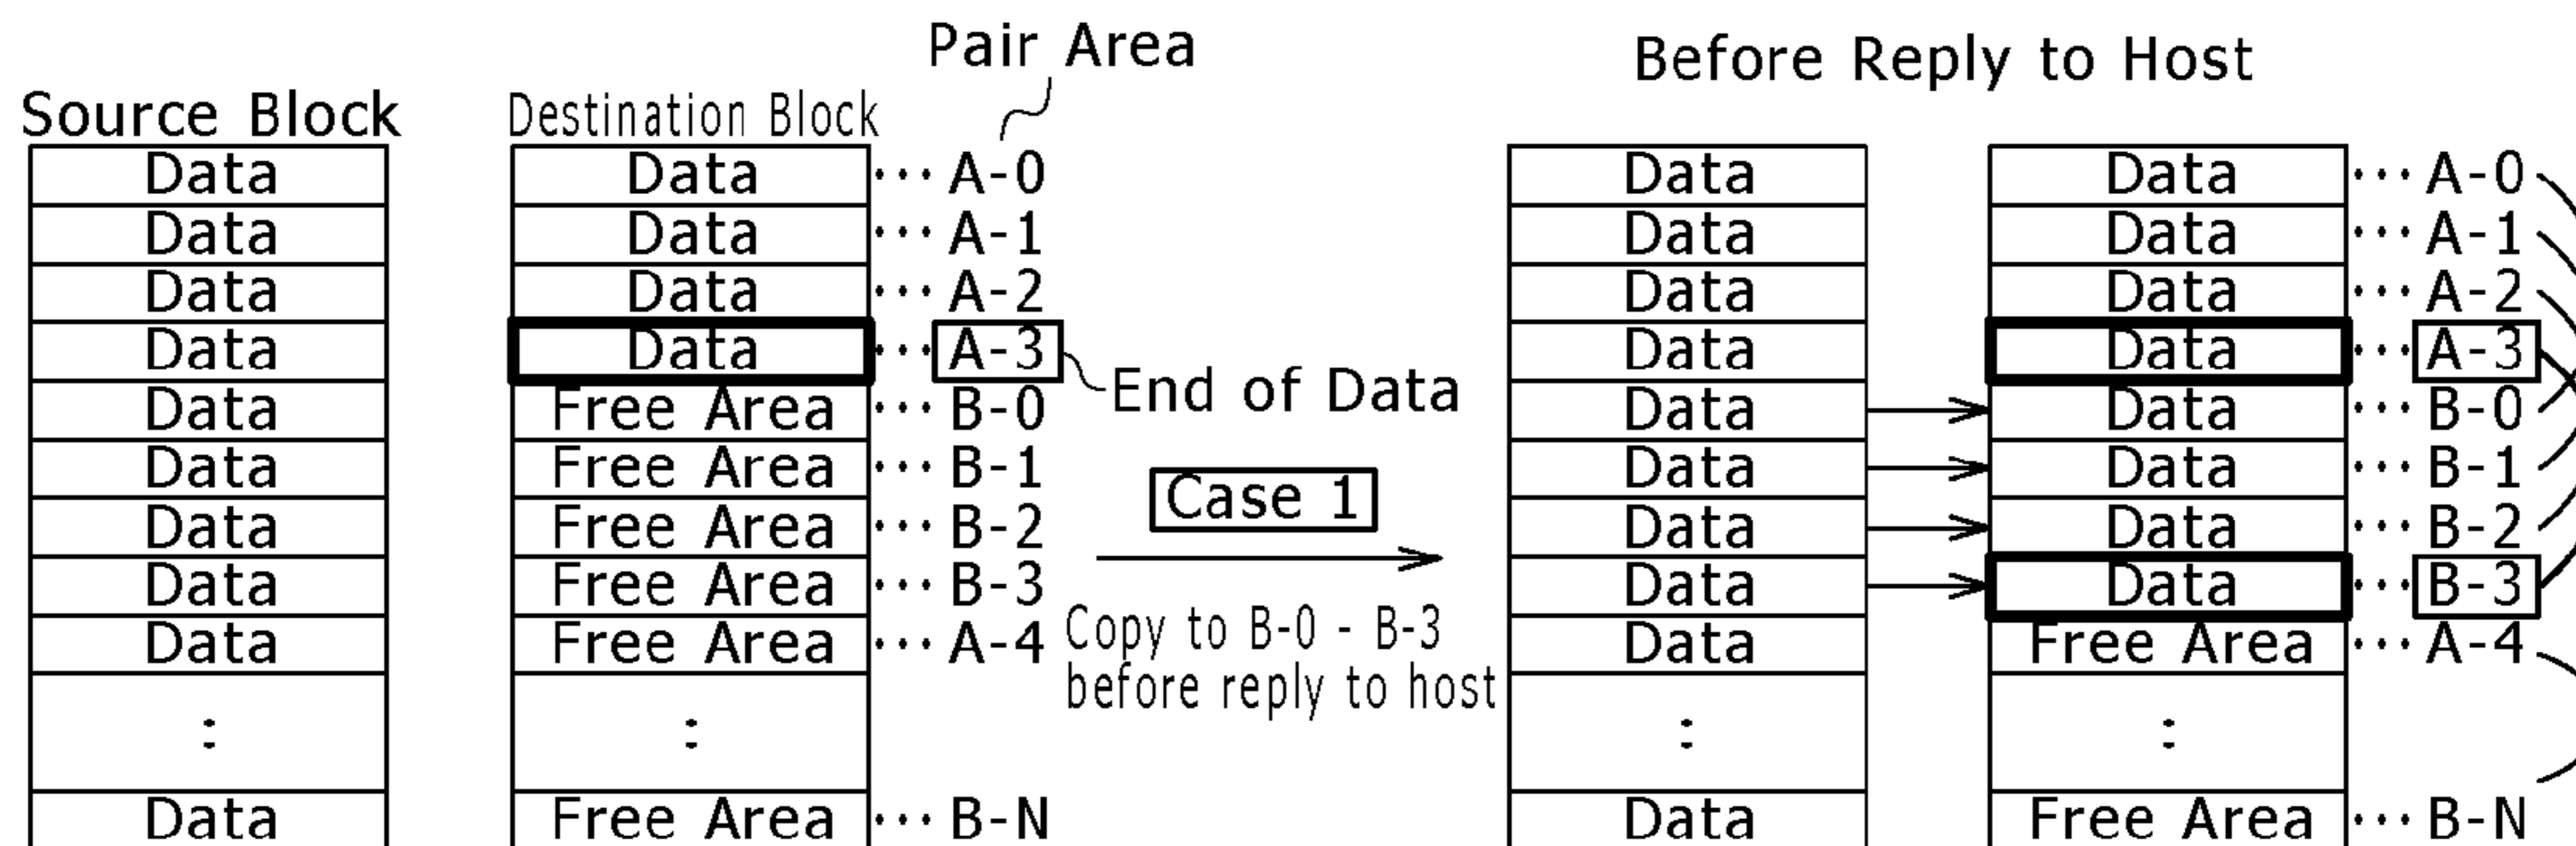 Pair Area
Before Reply to Host
Source Block Destination Block
Data Data ··· A-0 Data Data ··· A-0
Data Data ··· A-1 Data Data ··· A-1
Data Data ··· A-2 Data Data ··· A-2
Data Data ··· A-3 Data Data ··· A-3
End of Data
Data Free Area ··· B-0 Data Data ··· B-0
Data Free Area ··· B-1 Data Data ··· B-1
Case 1
Data Free Area ··· B-2 Data Data ··· B-2
Data Free Area ··· B-3 Data Data ··· B-3
Data Free Area ··· A-4 Data Free Area ··· A-4
Copy to B-0 - B-3
before reply to host
: : : :
Data Free Area ··· B-N Data Free Area ··· B-N